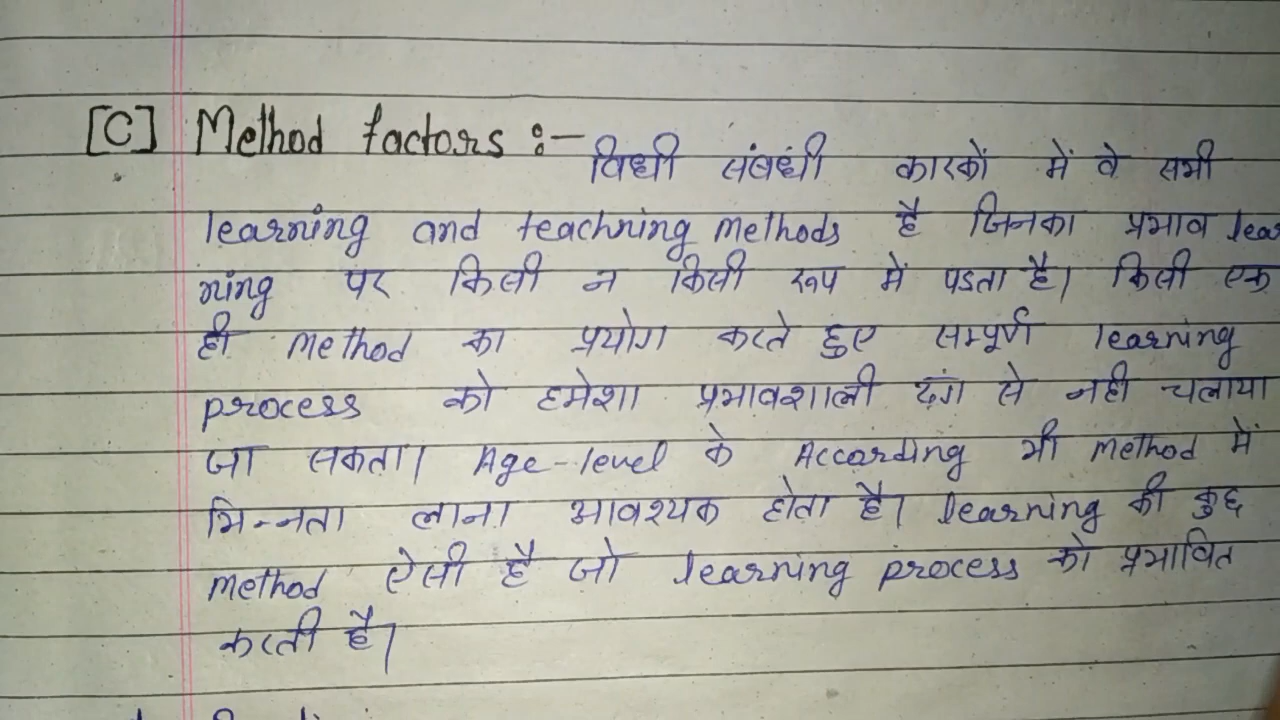 [C] Method factors :-
विधी संबंधी कारकों में वे सभी
learning and teachning methods है जिनका प्रभाव lear
ning पर किसी न किसी रूप में पडता है। किसी एक
ही method का प्रयोग करते हुए सम्पूर्ण learning
process को हमेशा प्रभावशाली ढंग से नही चलाया
जा सकता। Age-level के According भी method में
भिन्नता लाना आवश्यक होता है। learning की कुछ
method ऐसी है जो learning process को प्रभावित
करती है।